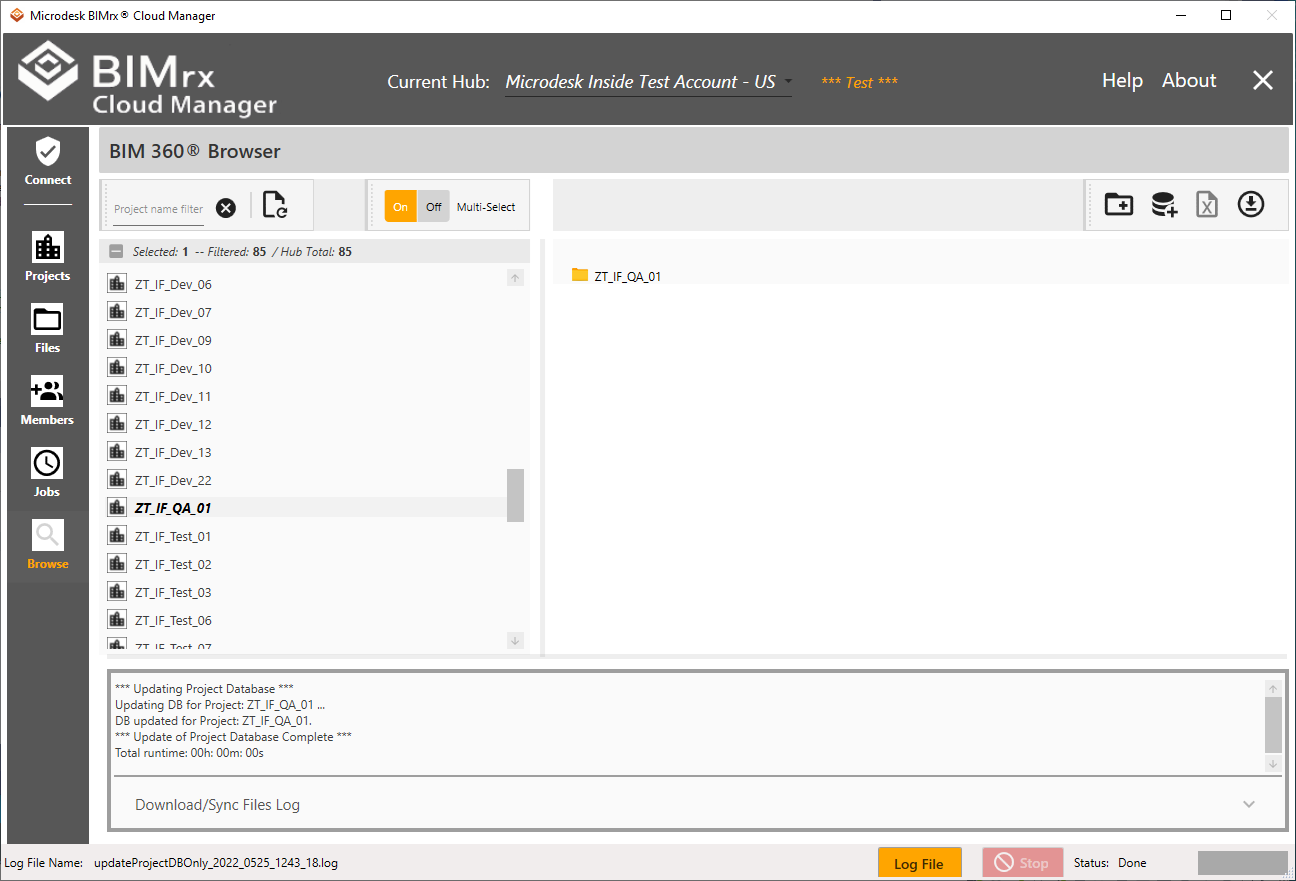 Microdesk BIMrx® Cloud Manager
BIMrx
Cloud Manager
Current Hub: Microdesk Inside Test Account - US *** Test ***
Help About
Connect
Projects
Files
Members
Jobs
Browse
BIM 360® Browser
Project name filter
On Off Multi-Select
Selected: 1 -- Filtered: 85 / Hub Total: 85
ZT_IF_Dev_06
ZT_IF_Dev_07
ZT_IF_Dev_09
ZT_IF_Dev_10
ZT_IF_Dev_11
ZT_IF_Dev_12
ZT_IF_Dev_13
ZT_IF_Dev_22
ZT_IF_QA_01
ZT_IF_Test_01
ZT_IF_Test_02
ZT_IF_Test_03
ZT_IF_Test_06
ZT_IF_Test_07
ZT_IF_QA_01
*** Updating Project Database ***
Updating DB for Project: ZT_IF_QA_01 ...
DB updated for Project: ZT_IF_QA_01.
*** Update of Project Database Complete ***
Total runtime: 00h: 00m: 00s
Download/Sync Files Log
Log File Name: updateProjectDBOnly_2022_0525_1243_18.log
Log File
Stop
Status: Done